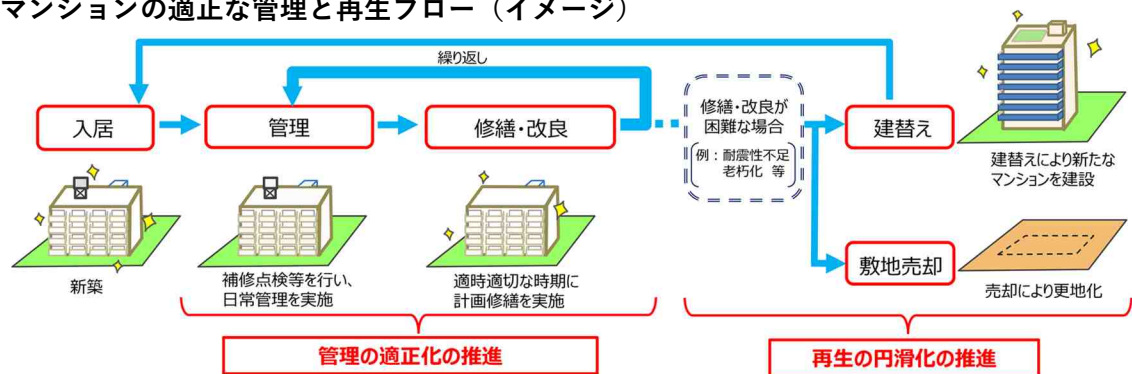 マンションの適正な管理と再生フロー（イメージ）
繰り返し
入居
管理
修繕・改良
修繕・改良が
困難な場合
例：耐震性不足
老朽化 等
建替え
建替えにより新たな
マンションを建設
敷地売却
売却により更地化
新築
補修点検等を行い、
日常管理を実施
適時適切な時期に
計画修繕を実施
管理の適正化の推進
再生の円滑化の推進